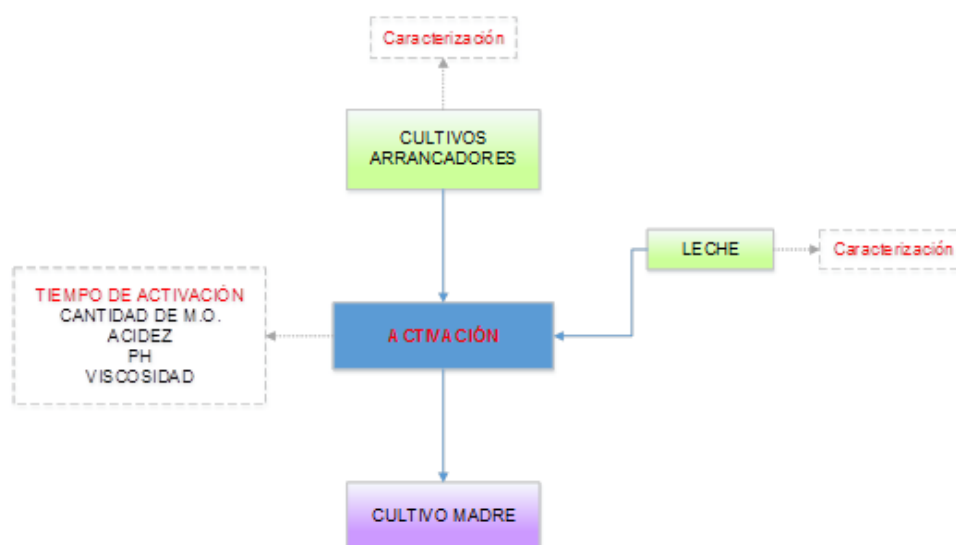 Caracterización
CULTIVOS
ARRANCADORES
LECHE
Caracterización
TIEMPO DE ACTIVACIÓN
CANTIDAD DE M.O.
ACIDEZ
PH
VISCOSIDAD
ACTIVACIÓN
CULTIVO MADRE